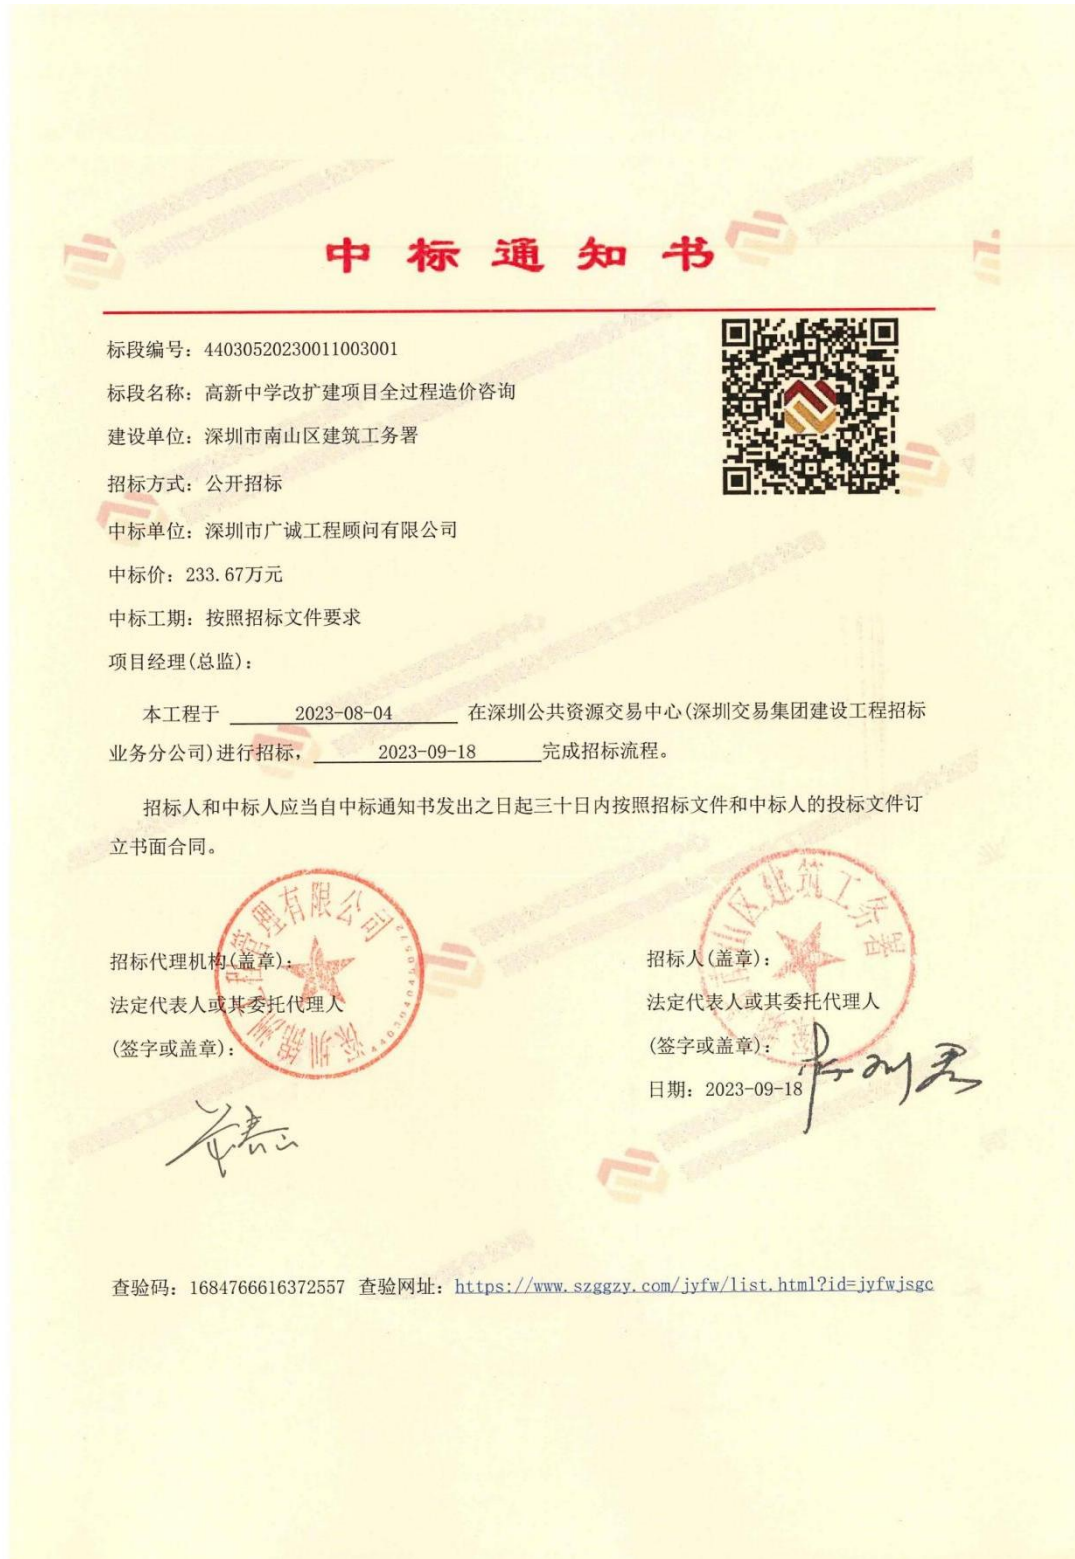 中标通知书
标段编号：44030520230011003001
标段名称：高新中学改扩建项目全过程造价咨询
建设单位：深圳市南山区建筑工务署
招标方式：公开招标
中标单位：深圳市广诚工程顾问有限公司
中标价：233.67万元
中标工期：按照招标文件要求
项目经理(总监)：
本工程于 2023-08-04 在深圳公共资源交易中心(深圳交易集团建设工程招标
业务分公司)进行招标， 2023-09-18 完成招标流程。
招标人和中标人应当自中标通知书发出之日起三十日内按照招标文件和中标人的投标文件订
立书面合同。
招标代理机构(盖章)：
法定代表人或其委托代理人
(签字或盖章)：
招标人(盖章)：
法定代表人或其委托代理人
(签字或盖章)：
日期：2023-09-18
查验码：1684766616372557 查验网址：https://www.szggzy.com/jyfw/list.html?id=jyfwjsgc